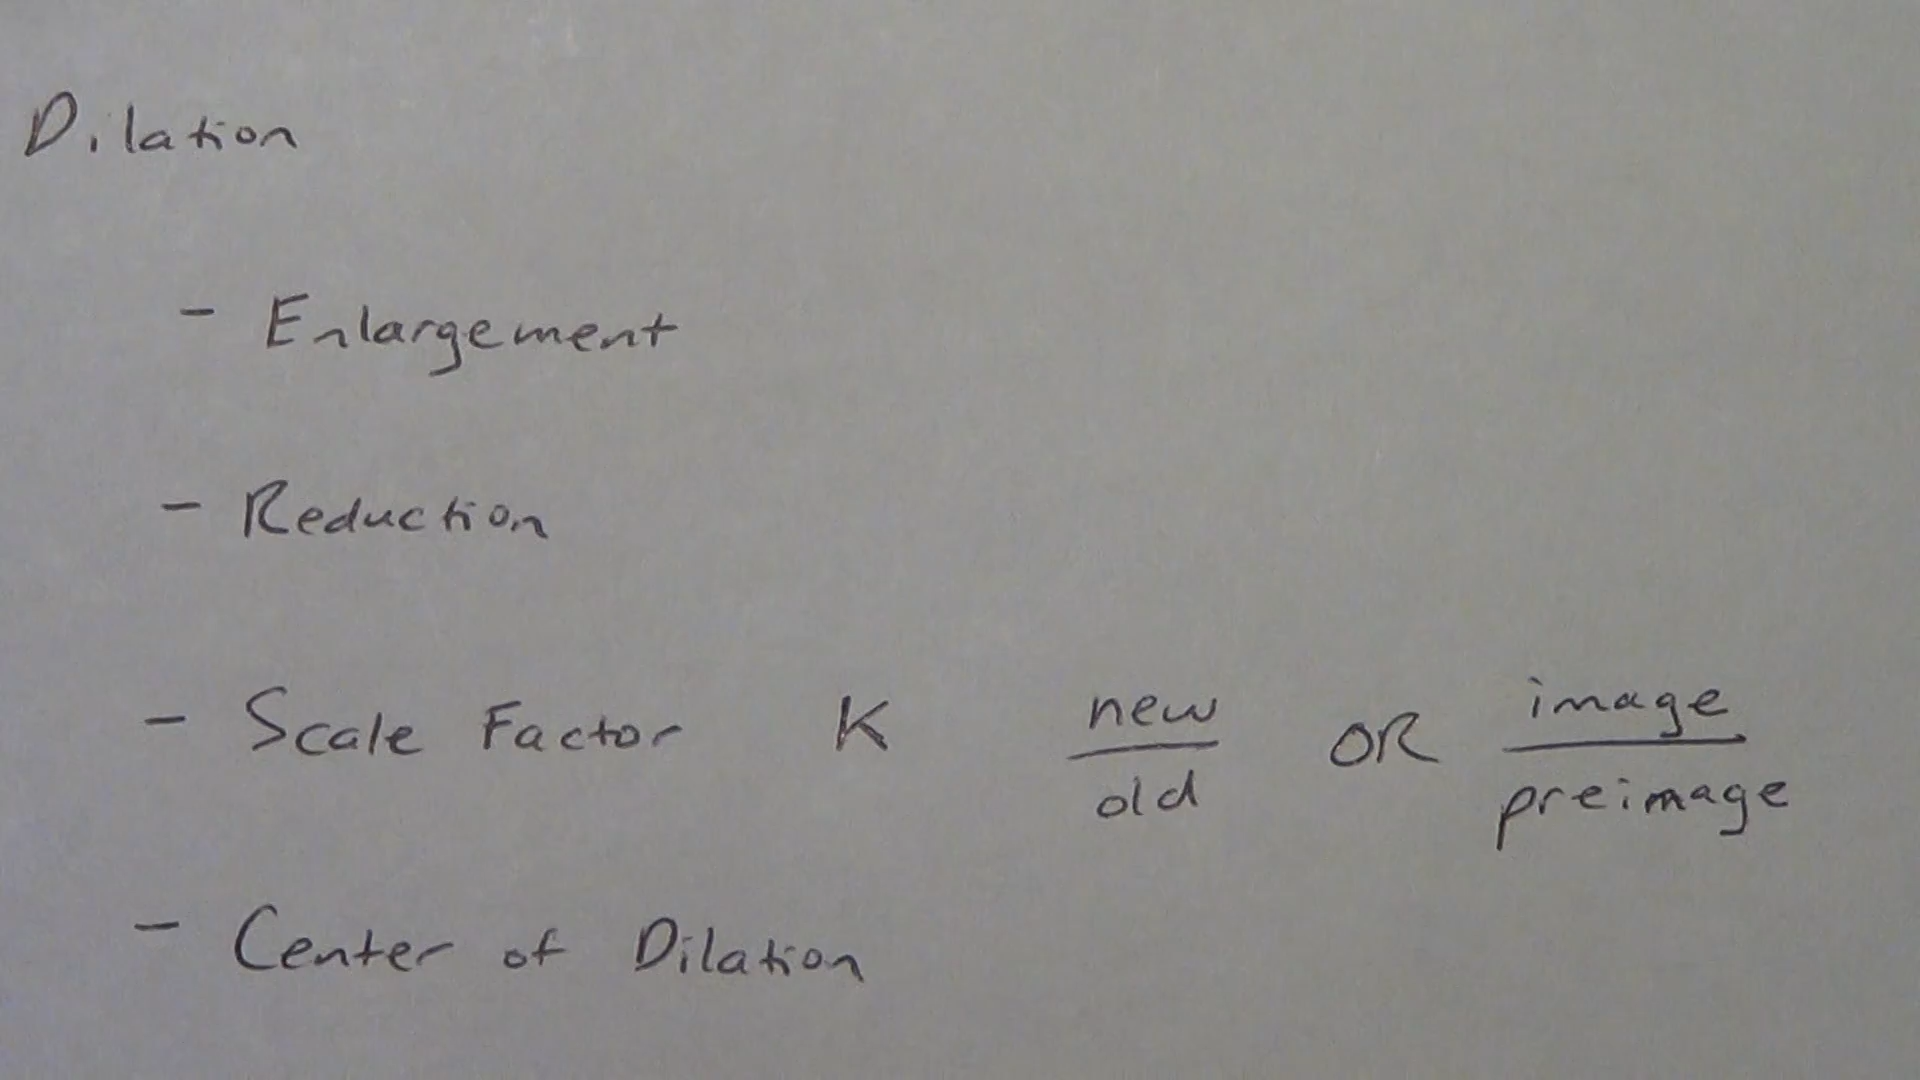 Dilation
- Enlargement
- Reduction
- Scale Factor K new/old OR image/preimage
- Center of Dilation